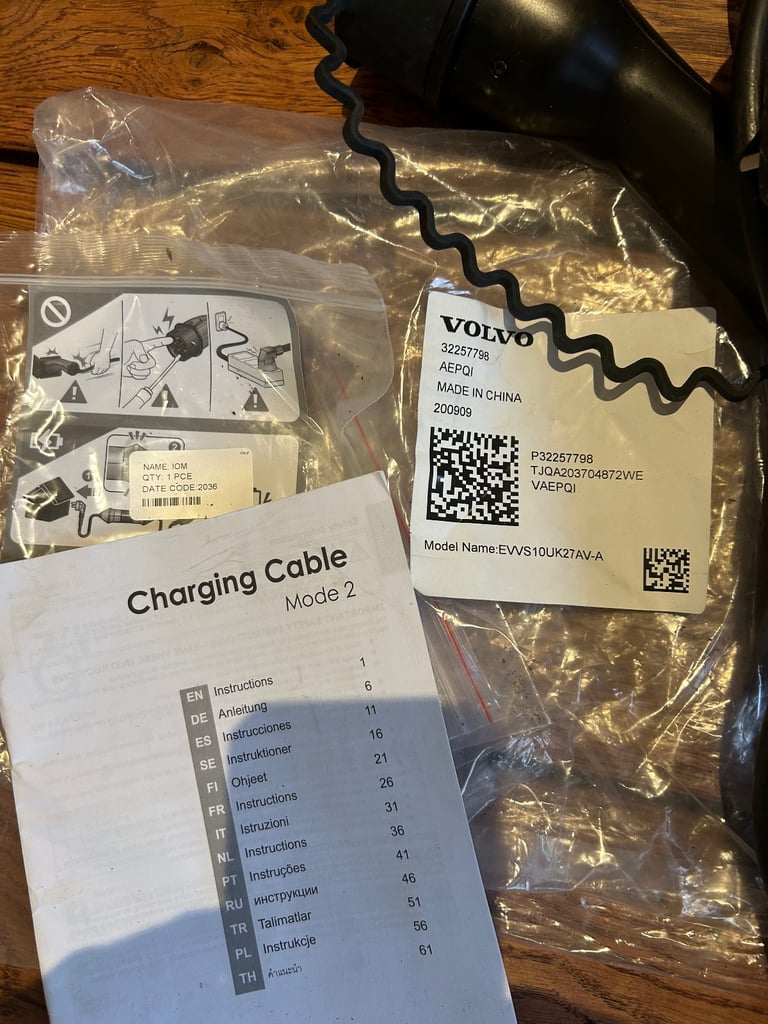 VOLVO
32257798
AEPQI
MADE IN CHINA
200909
P32257798
TJQA203704872WE
VAEPQI
Model Name:EVVS10UK27AV-A
NAME: IOM
QTY: 1 PCE
DATE CODE:2036
Charging Cable
Mode 2
EN Instructions 1
DE Anleitung 6
ES Instrucciones 11
SE Instruktioner 16
FI Ohjeet 21
FR Instructions 26
IT Istruzioni 31
NL Instructions 36
PT Instruções 41
RU инструкции 46
TR Talimatlar 51
PL Instrukcje 56
TH คำแนะนำ 61